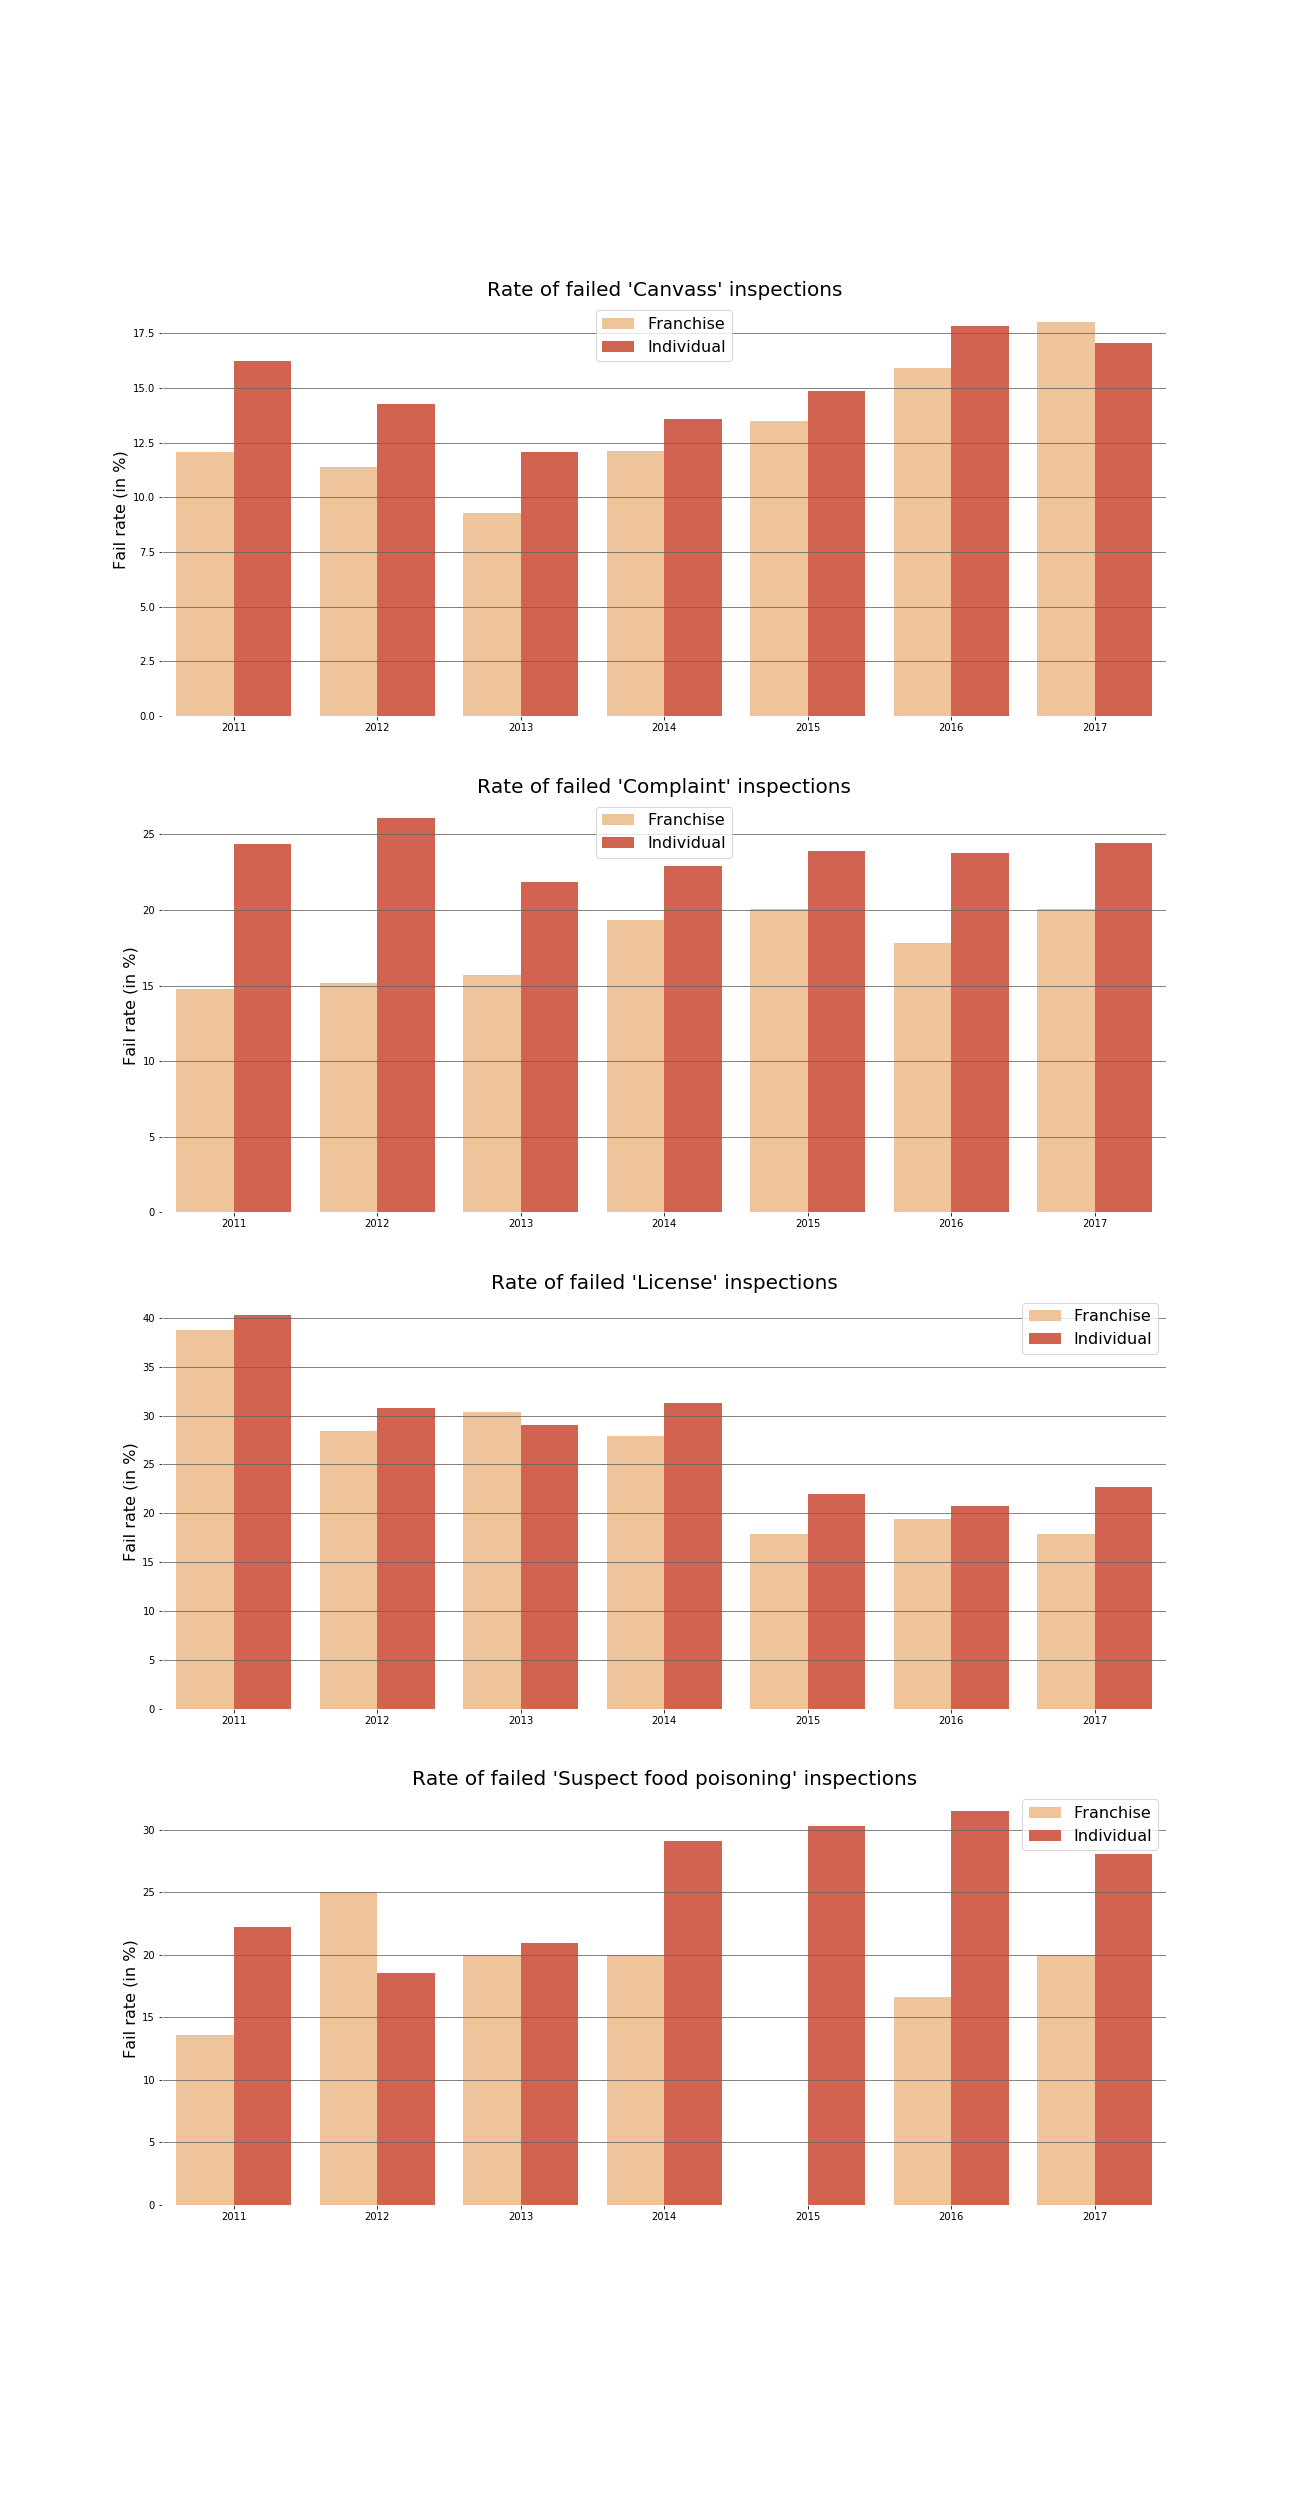 Rate of failed 'Canvass' inspections
Franchise
Individual
Fail rate (in %)
17.5
15.0
12.5
10.0
7.5
5.0
2.5
0.0
2011 2012 2013 2014 2015 2016 2017
Rate of failed 'Complaint' inspections
Franchise
Individual
Fail rate (in %)
25
20
15
10
5
0
2011 2012 2013 2014 2015 2016 2017
Rate of failed 'License' inspections
Franchise
Individual
Fail rate (in %)
40
35
30
25
20
15
10
5
0
2011 2012 2013 2014 2015 2016 2017
Rate of failed 'Suspect food poisoning' inspections
Franchise
Individual
Fail rate (in %)
30
25
20
15
10
5
0
2011 2012 2013 2014 2015 2016 2017